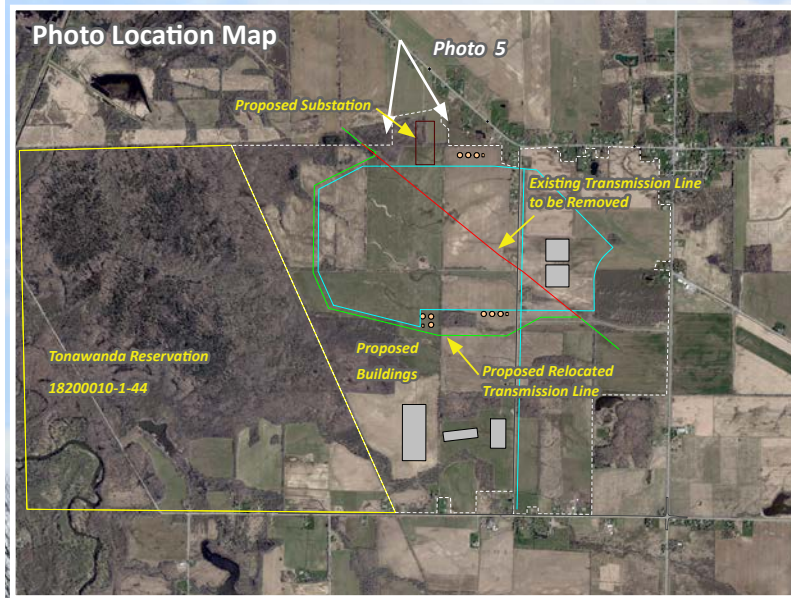 Photo Location Map
Photo 5
Proposed Substation
Existing Transmission Line
to be Removed
Tonawanda Reservation
18200010-1-44
Proposed
Buildings
Proposed Relocated
Transmission Line